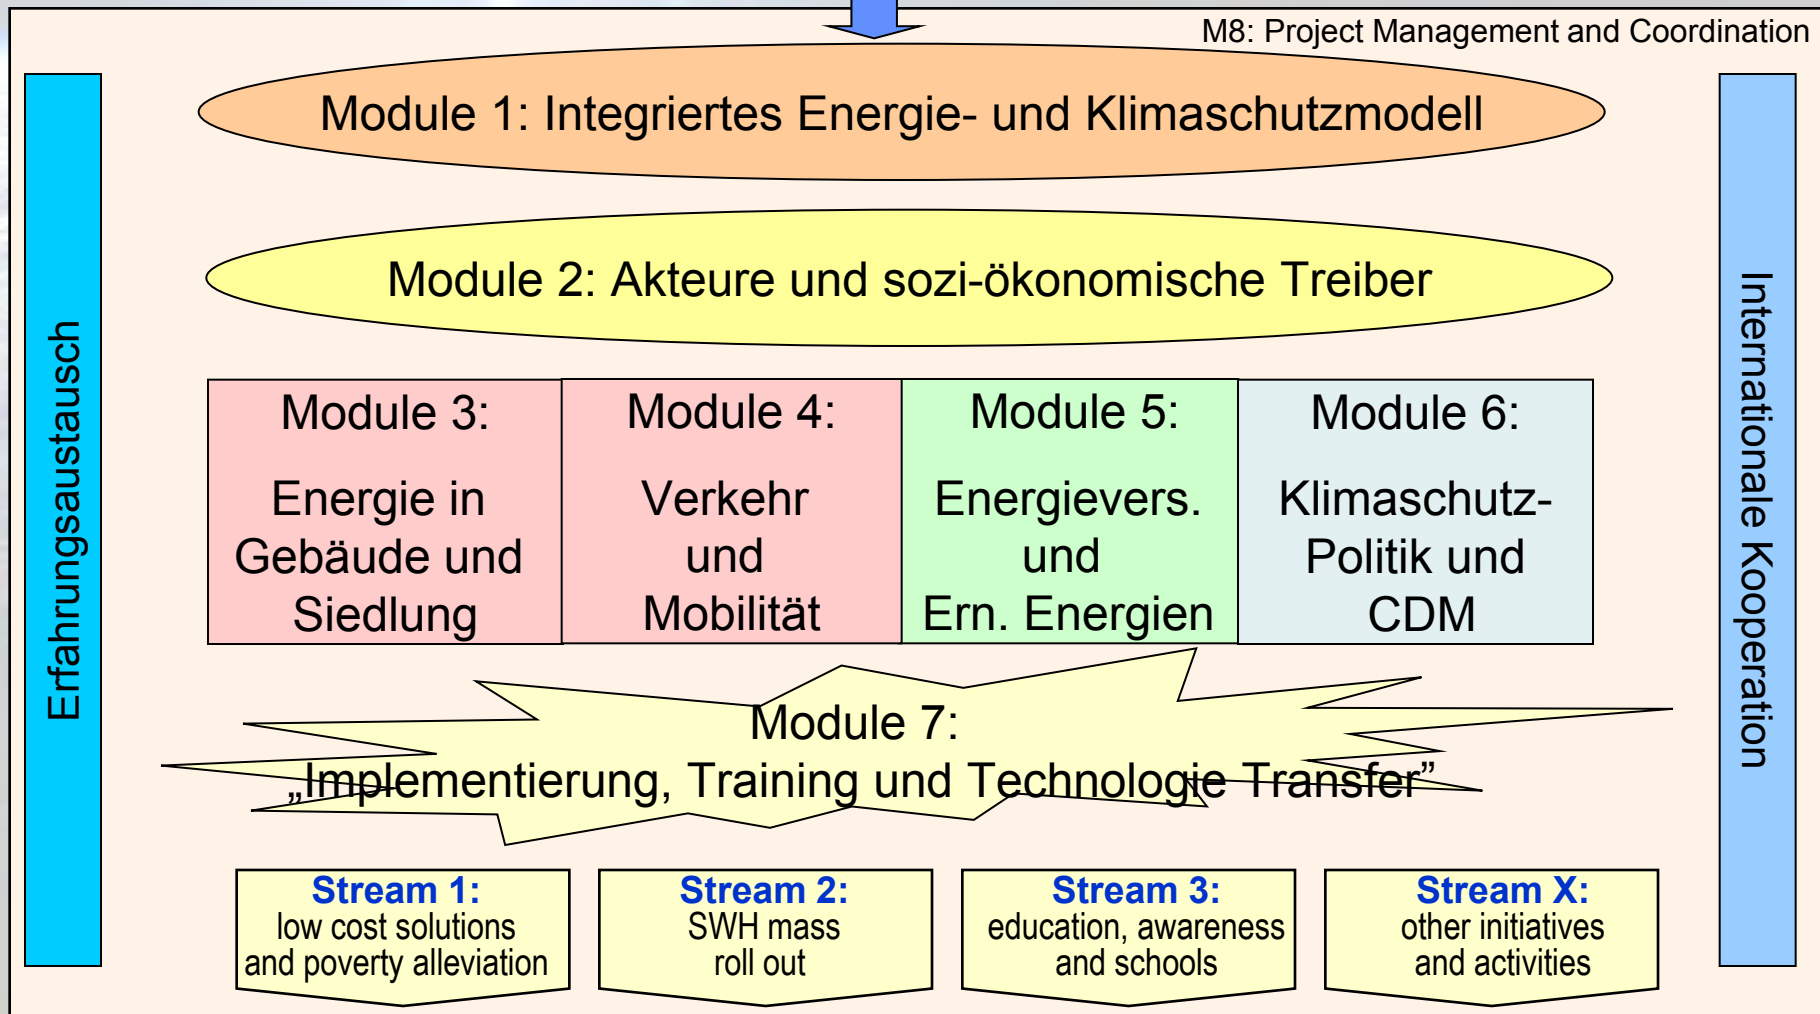 M8: Project Management and Coordination
Module 1: Integriertes Energie- und Klimaschutzmodell
Module 2: Akteure und sozi-ökonomische Treiber
Erfahrungsaustausch
Internationale Kooperation
Module 3:
Energie in
Gebäude und
Siedlung
Module 4:
Verkehr
und
Mobilität
Module 5:
Energievers.
und
Ern. Energien
Module 6:
Klimaschutz-
Politik und
CDM
Module 7:
„Implementierung, Training und Technologie Transfer”
Stream 1:
low cost solutions
and poverty alleviation
Stream 2:
SWH mass
roll out
Stream 3:
education, awareness
and schools
Stream X:
other initiatives
and activities